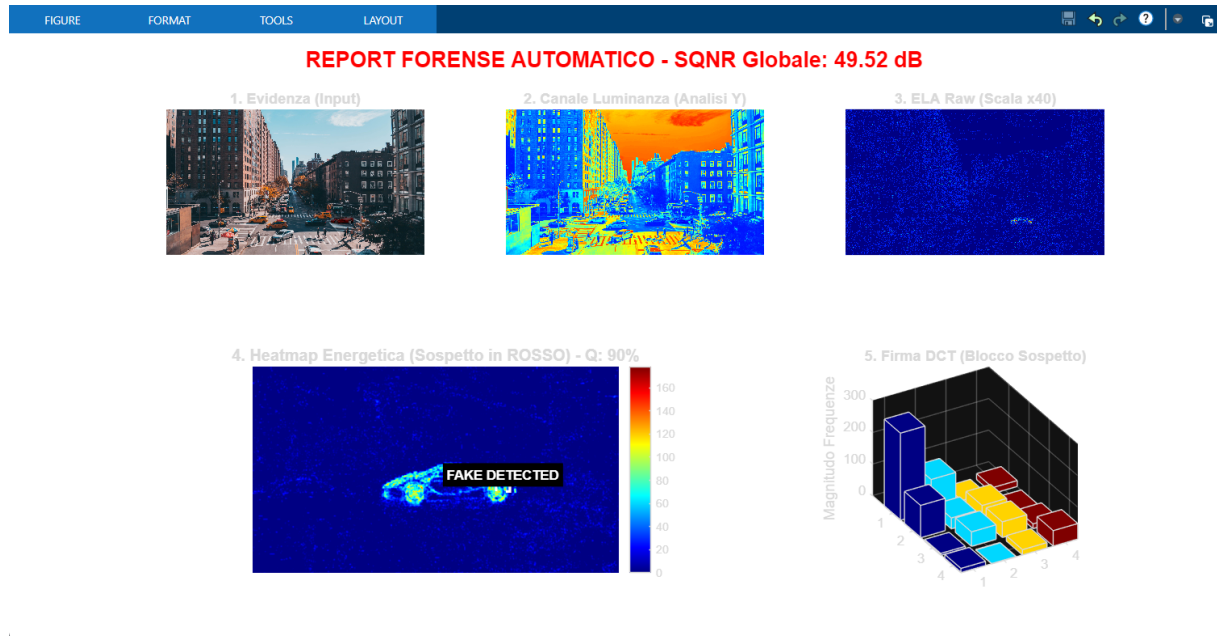 FIGURE FORMAT TOOLS LAYOUT
REPORT FORENSE AUTOMATICO - SQNR Globale: 49.52 dB
1. Evidenza (Input)
2. Canale Luminanza (Analisi Y)
3. ELA Raw (Scala x40)
4. Heatmap Energetica (Sospetto in ROSSO) - Q: 90%
FAKE DETECTED
160
140
120
100
80
60
40
20
0
5. Firma DCT (Blocco Sospetto)
Magnitudo Frequenze
300
200
100
0
1
2
3
4
1
2
3
4